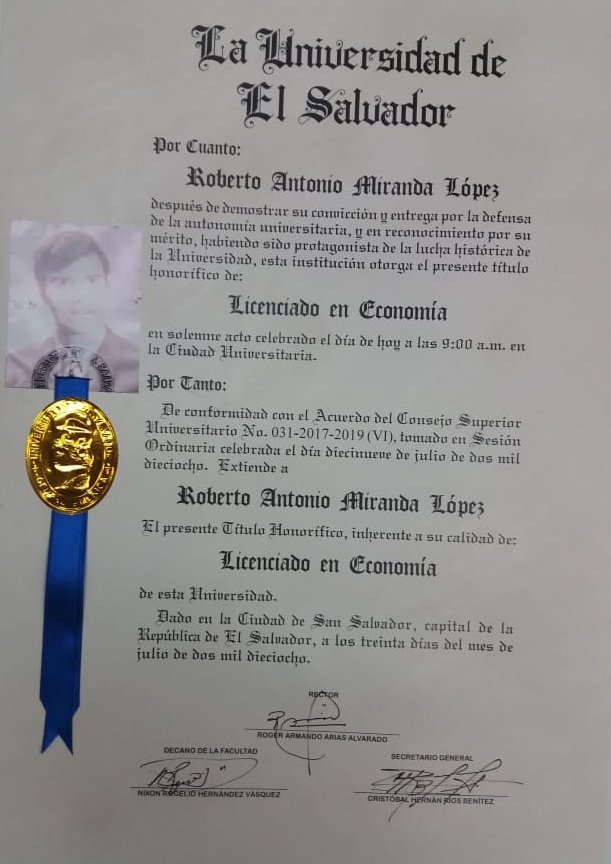 La Universidad de
El Salvador
Por Cuanto:
Roberto Antonio Miranda López
después de demostrar su convicción y entrega por la defensa
de la autonomía universitaria, y en reconocimiento por su
mérito, habiendo sido protagonista de la lucha histórica de
la Universidad, esta institución otorga el presente título
honorífico de:
Licenciado en Economía
en solemne acto celebrado el día de hoy a las 9:00 a.m. en
la Ciudad Universitaria.
Por Tanto:
De conformidad con el Acuerdo del Consejo Superior
Universitario No. 031-2017-2019 (VI), tomado en Sesión
Ordinaria celebrada el día diecinueve de julio de dos mil
dieciocho. Extiende a
Roberto Antonio Miranda López
El presente Título Honorífico, inherente a su calidad de:
Licenciado en Economía
de esta Universidad.
Dado en la Ciudad de San Salvador, capital de la
República de El Salvador, a los treinta días del mes de
julio de dos mil dieciocho.
RECTOR
ROGER ARMANDO ARIAS ALVARADO
DECANO DE LA FACULTAD
NIXON ROGELIO HERNÁNDEZ VÁSQUEZ
SECRETARIO GENERAL
CRISTÓBAL HERNÁN RÍOS BENÍTEZ